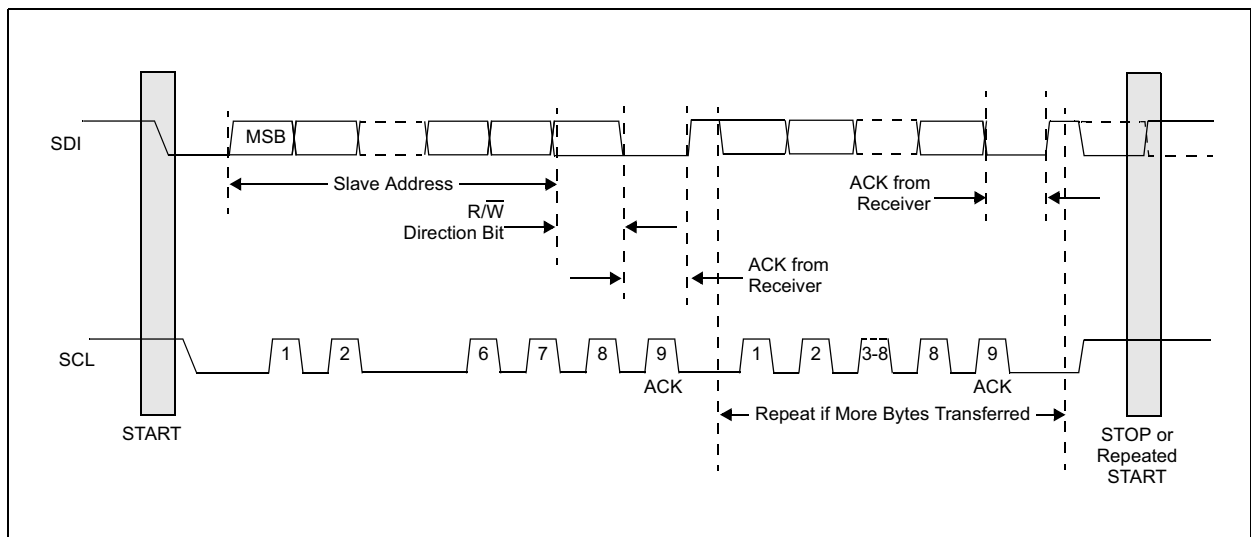 SDI
MSB
Slave Address
R/W̅
Direction Bit
ACK from
Receiver
ACK from
Receiver
SCL
1
2
6
7
8
9
ACK
1
2
3-8
8
9
ACK
Repeat if More Bytes Transferred
START
STOP or
Repeated
START